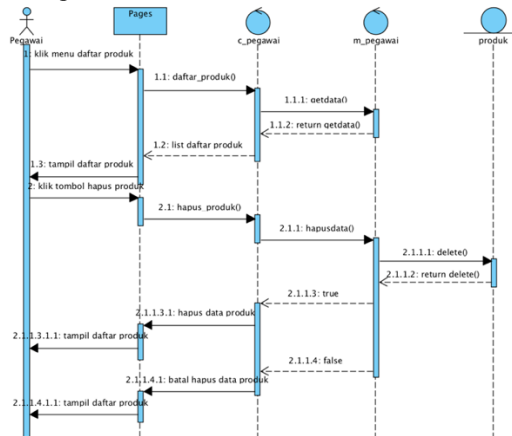 Pages
Pegawai
c_pegawai
m_pegawai
produk
1: klik menu daftar produk
1.1: daftar_produk()
1.1.1: getdata()
1.1.2: return getdata()
1.2: list daftar produk
1.3: tampil daftar produk
2: klik tombol hapus produk
2.1: hapus_produk()
2.1.1: hapusdata()
2.1.1.1: delete()
2.1.1.2: return delete()
2.1.1.3: true
2.1.1.3.1: hapus data produk
2.1.1.3.1.1: tampil daftar produk
2.1.1.4: false
2.1.1.4.1: batal hapus data produk
2.1.1.4.1.1: tampil daftar produk